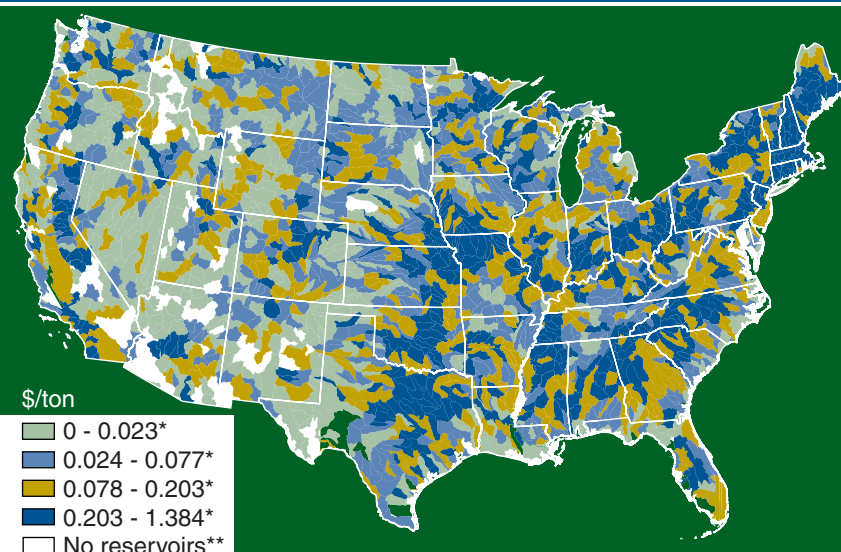 $/ton
0 - 0.023*
0.024 - 0.077*
0.078 - 0.203*
0.203 - 1.384*
No reservoirs**